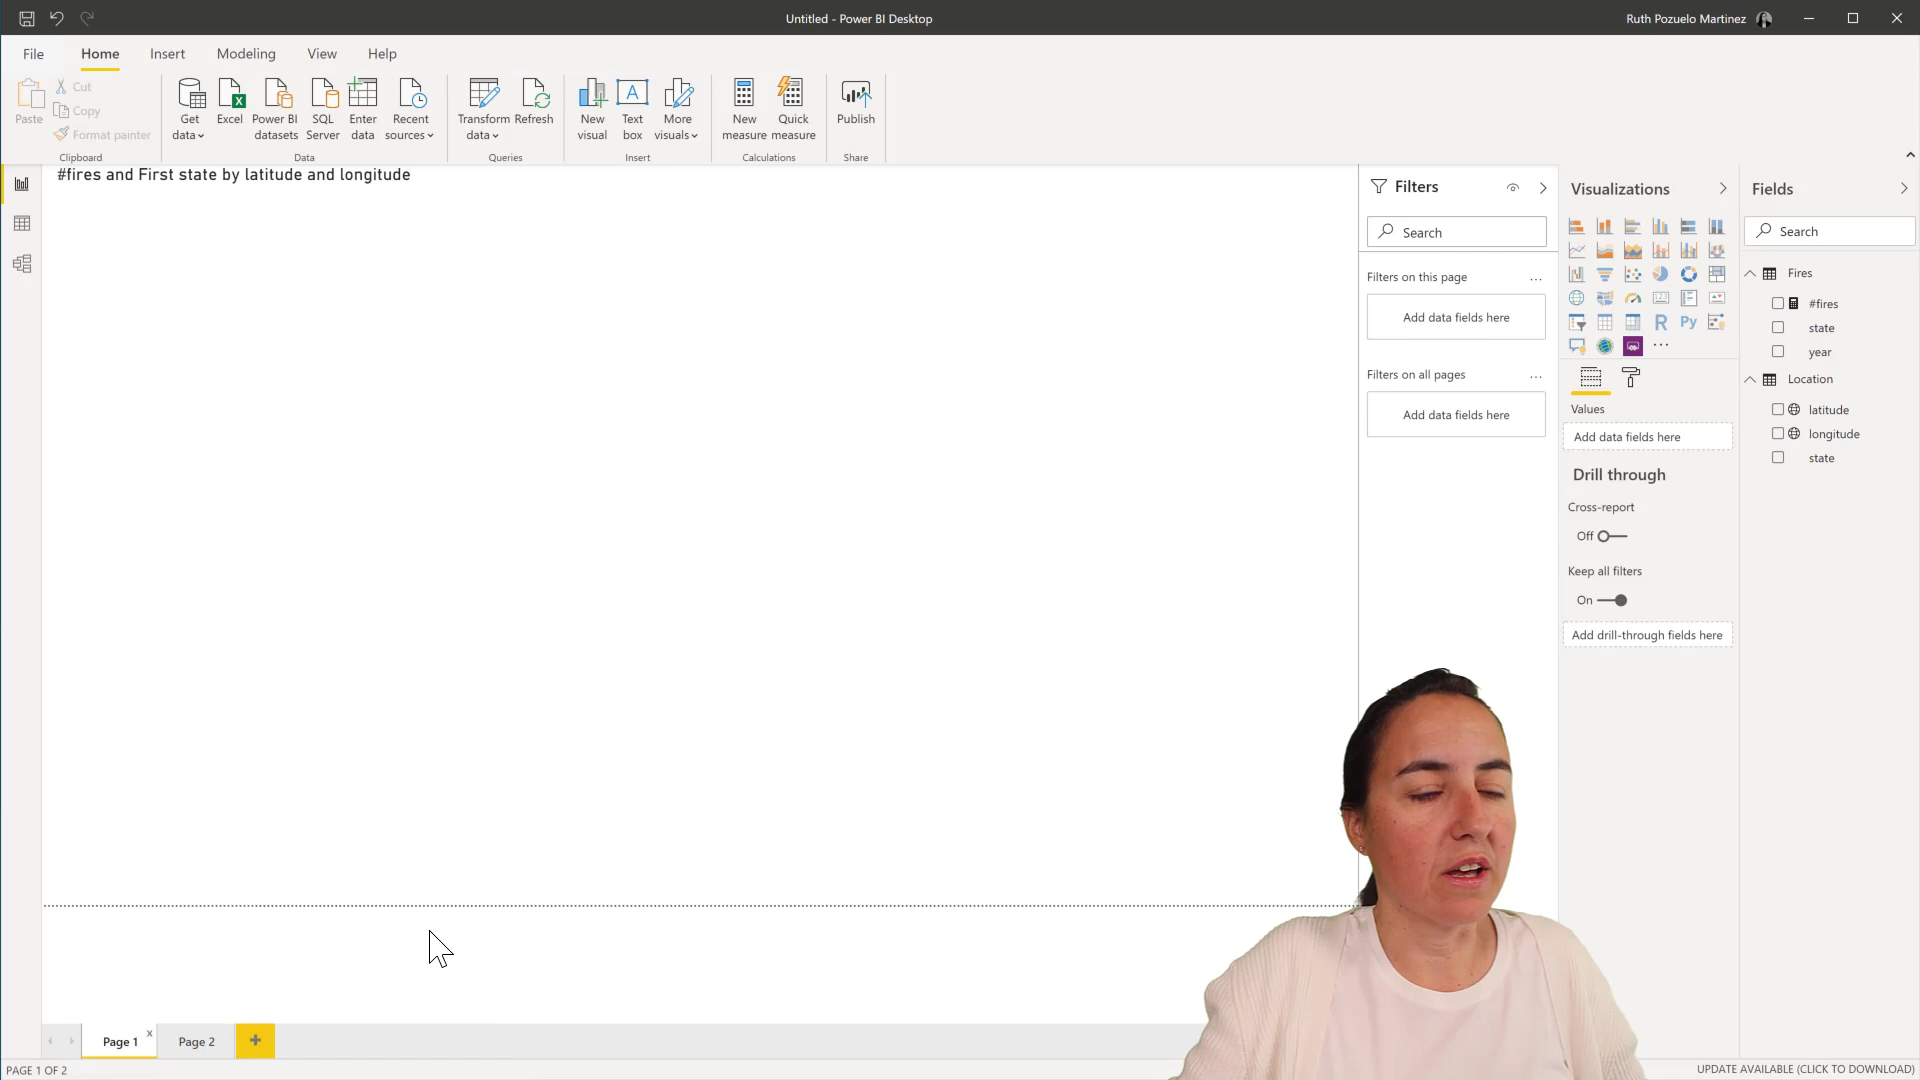 Untitled - Power BI Desktop
Ruth Pozuelo Martinez
File Home Insert Modeling View Help
Paste
Cut
Copy
Format painter
Clipboard
Get data
Excel
Power BI datasets
SQL Server
Enter data
Recent sources
Data
Transform data
Refresh
Queries
New visual
Text box
More visuals
Insert
New measure
Quick measure
Calculations
Publish
Share
#fires and First state by latitude and longitude
Filters
Search
Filters on this page
...
Add data fields here
Filters on all pages
...
Add data fields here
Visualizations
R Py
...
Values
Add data fields here
Drill through
Cross-report
Off
Keep all filters
On
Add drill-through fields here
Fields
Search
Fires
#fires
state
year
Location
latitude
longitude
state
Page 1 x
Page 2
+
PAGE 1 OF 2
UPDATE AVAILABLE (CLICK TO DOWNLOAD)